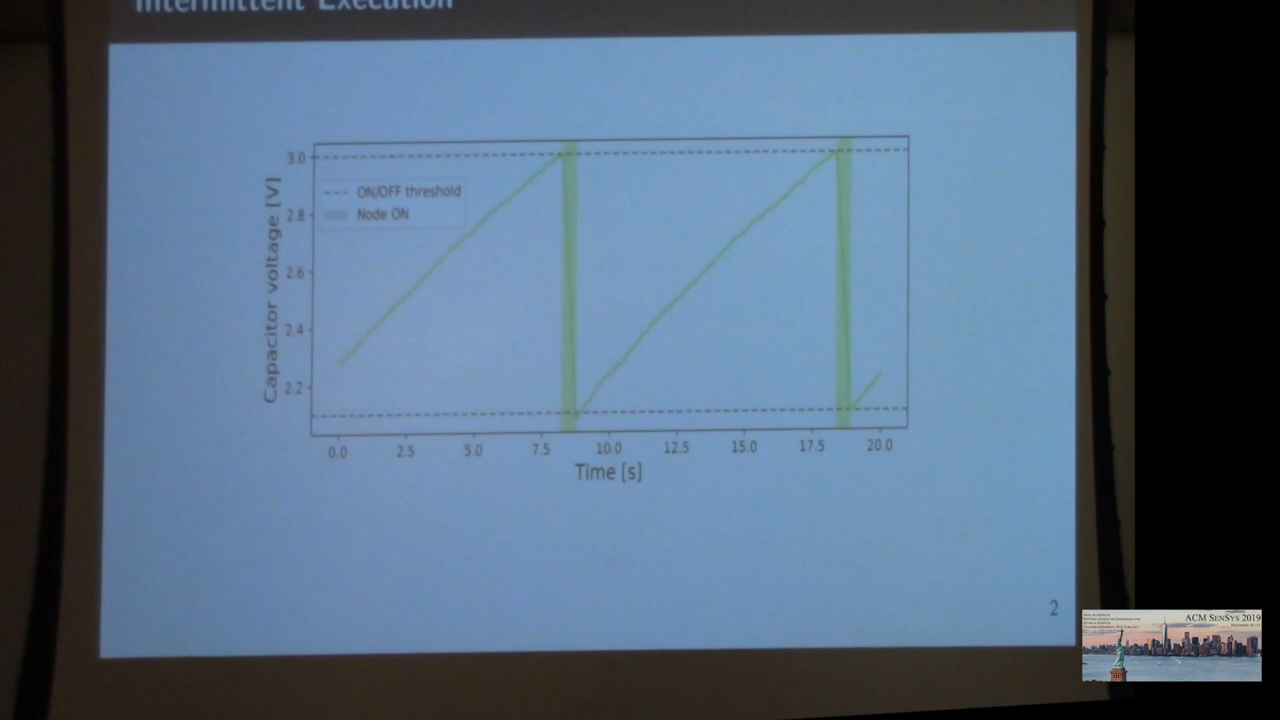 Intermittent Execution
3.0
2.8
2.6
2.4
2.2
Capacitor voltage [V]
ON/OFF threshold
Node ON
0.0 2.5 5.0 7.5 10.0 12.5 15.0 17.5 20.0
Time [s]
2
ACM SENSYS 2019